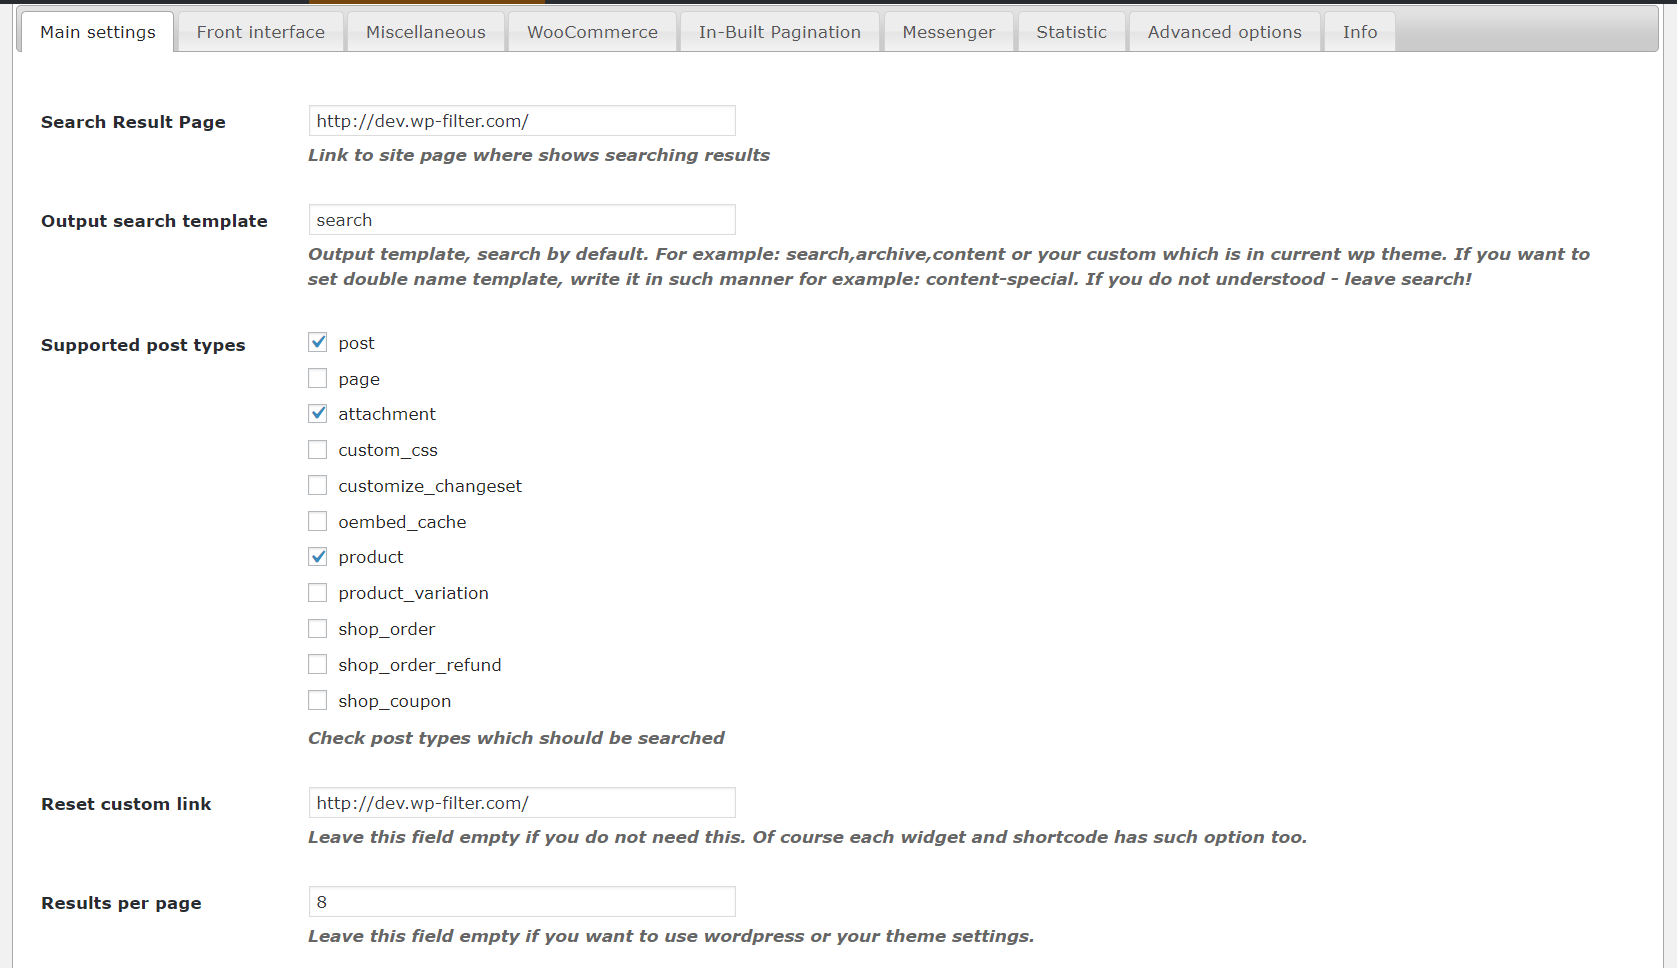 Main settings Front interface Miscellaneous WooCommerce In-Built Pagination Messenger Statistic Advanced options Info
Search Result Page http://dev.wp-filter.com/
Link to site page where shows searching results
Output search template search
Output template, search by default. For example: search,archive,content or your custom which is in current wp theme. If you want to
set double name template, write it in such manner for example: content-special. If you do not understood - leave search!
Supported post types post
page
attachment
custom_css
customize_changeset
oembed_cache
product
product_variation
shop_order
shop_order_refund
shop_coupon
Check post types which should be searched
Reset custom link http://dev.wp-filter.com/
Leave this field empty if you do not need this. Of course each widget and shortcode has such option too.
Results per page 8
Leave this field empty if you want to use wordpress or your theme settings.